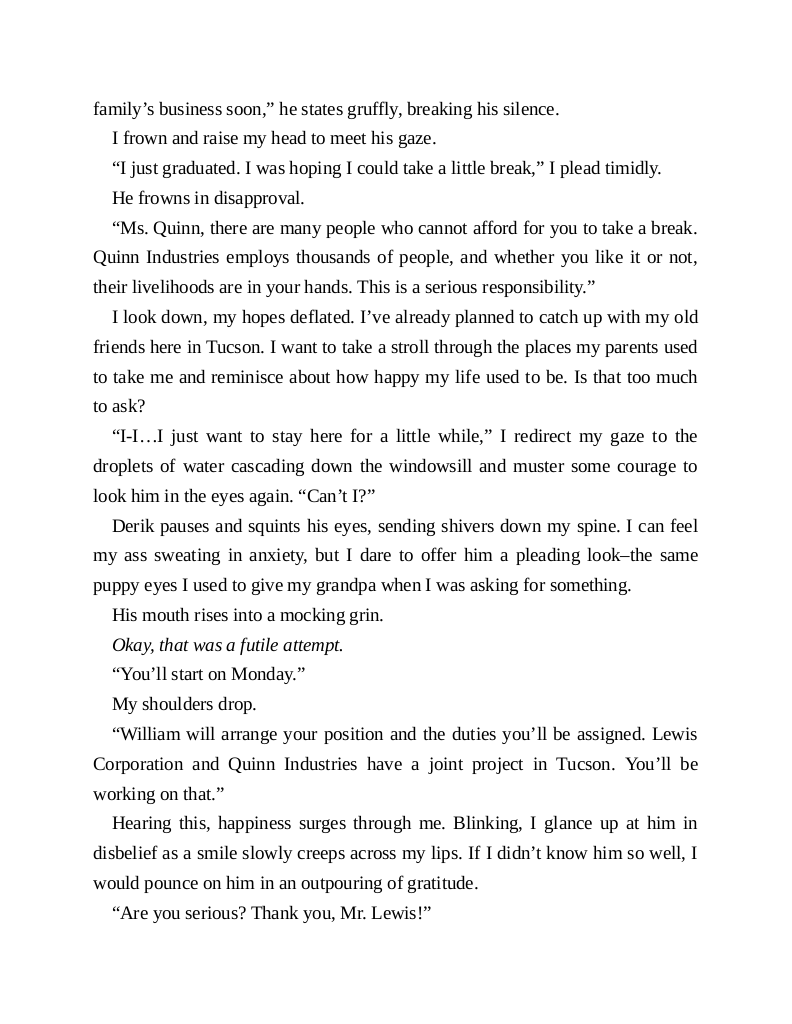 family’s business soon,” he states gruffly, breaking his silence.
I frown and raise my head to meet his gaze.
“I just graduated. I was hoping I could take a little break,” I plead timidly.
He frowns in disapproval.
“Ms. Quinn, there are many people who cannot afford for you to take a break.
Quinn Industries employs thousands of people, and whether you like it or not,
their livelihoods are in your hands. This is a serious responsibility.”
I look down, my hopes deflated. I’ve already planned to catch up with my old
friends here in Tucson. I want to take a stroll through the places my parents used
to take me and reminisce about how happy my life used to be. Is that too much
to ask?
“I-I…I just want to stay here for a little while,” I redirect my gaze to the
droplets of water cascading down the windowsill and muster some courage to
look him in the eyes again. “Can’t I?”
Derik pauses and squints his eyes, sending shivers down my spine. I can feel
my ass sweating in anxiety, but I dare to offer him a pleading look–the same
puppy eyes I used to give my grandpa when I was asking for something.
His mouth rises into a mocking grin.
Okay, that was a futile attempt.
“You’ll start on Monday.”
My shoulders drop.
“William will arrange your position and the duties you’ll be assigned. Lewis
Corporation and Quinn Industries have a joint project in Tucson. You’ll be
working on that.”
Hearing this, happiness surges through me. Blinking, I glance up at him in
disbelief as a smile slowly creeps across my lips. If I didn’t know him so well, I
would pounce on him in an outpouring of gratitude.
“Are you serious? Thank you, Mr. Lewis!”